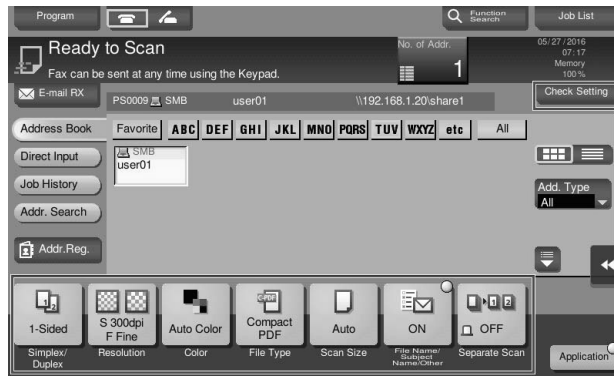 Program
Function
Search
Job List
Ready to Scan
Fax can be sent at any time using the Keypad.
No. of Addr.
1
05/27/2016
07:17
Memory
100%
E-mail RX
PS0009 SMB user01 \\192.168.1.20\share1
Check Setting
Address Book
Favorite ABC DEF GHI JKL MNO PQRS TUV WXYZ etc All
Direct Input
SMB
user01
Job History
Addr. Type
All
Addr. Search
Addr.Reg.
1-Sided
S 300dpi
F Fine
Auto Color
C-PDF
Compact
PDF
Auto
ON
OFF
Simplex/
Duplex
Resolution
Color
File Type
Scan Size
File Name/
Subject
Name/Other
Separate Scan
Application